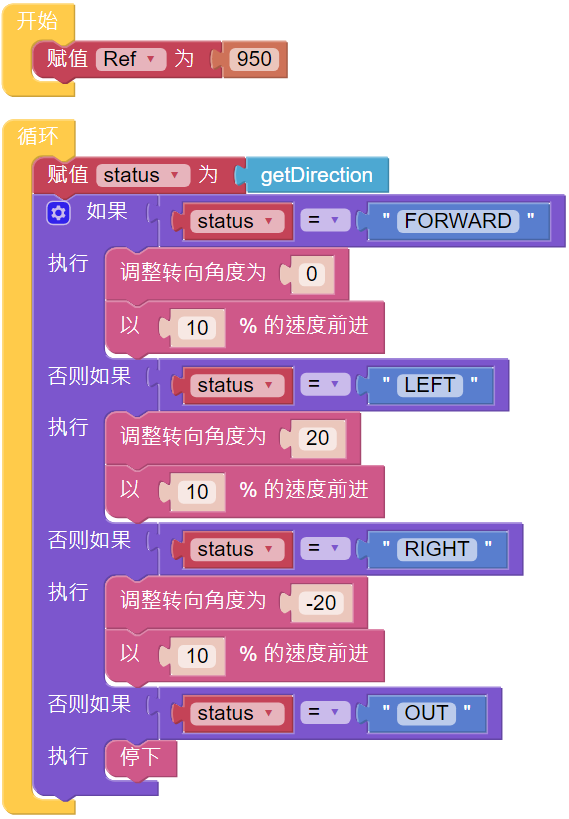 开始
赋值 Ref 为 950
循环
赋值 status 为 getDirection
如果 status = " FORWARD "
执行 调整转向角度为 0
以 10 % 的速度前进
否则如果 status = " LEFT "
执行 调整转向角度为 20
以 10 % 的速度前进
否则如果 status = " RIGHT "
执行 调整转向角度为 -20
以 10 % 的速度前进
否则如果 status = " OUT "
执行 停下